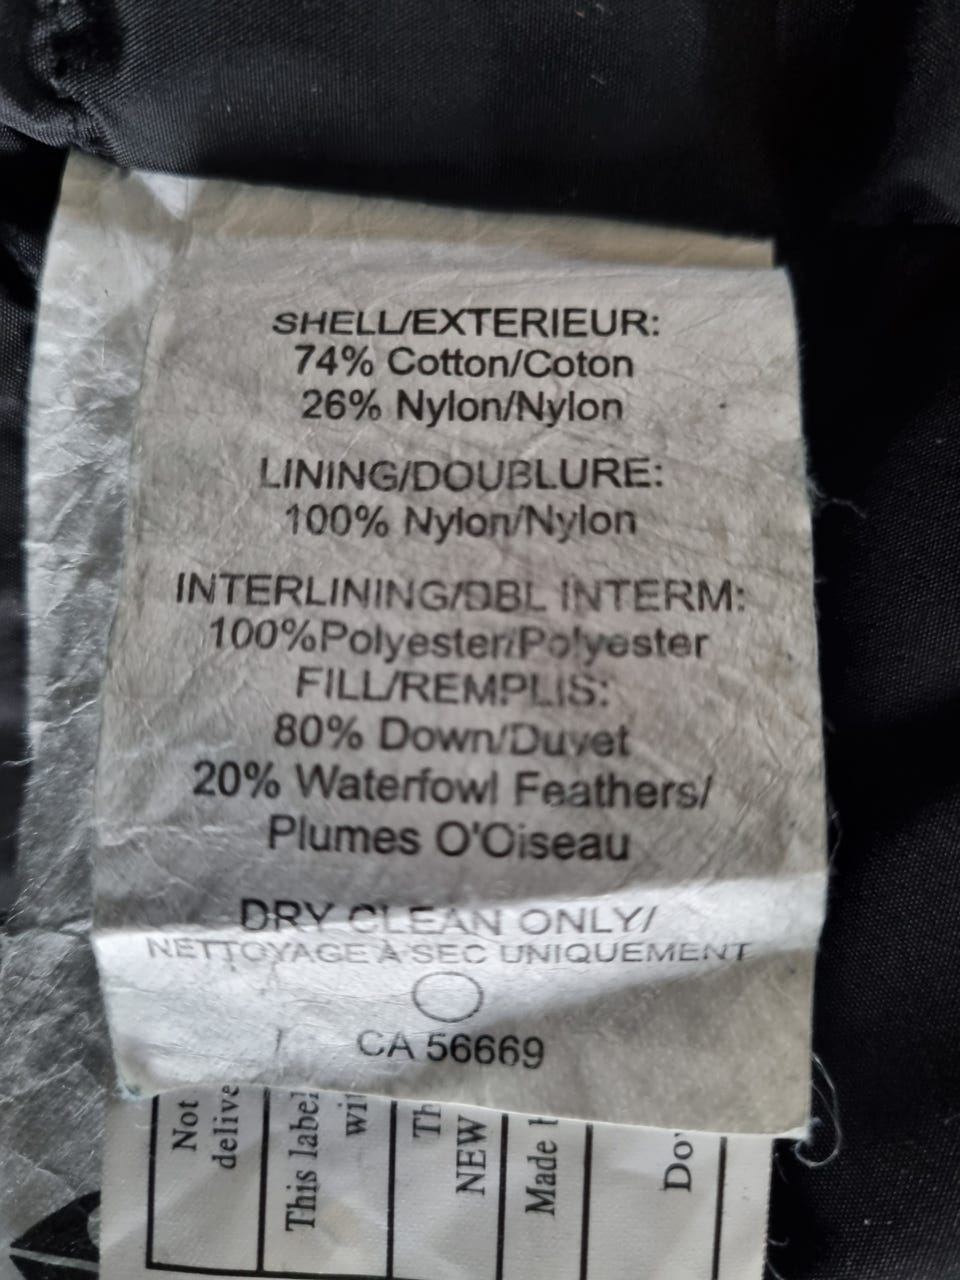 SHELL/EXTERIEUR:
74% Cotton/Coton
26% Nylon/Nylon
LINING/DOUBLURE:
100% Nylon/Nylon
INTERLINING/DBL INTERM:
100%Polyester/Polyester
FILL/REMPLIS:
80% Down/Duvet
20% Waterfowl Feathers/
Plumes O'Oiseau
DRY CLEAN ONLY/
NETTOYAGE À SEC UNIQUEMENT
CA 56669
Not
delive
This label
wi
Th
NEW
Made
Do